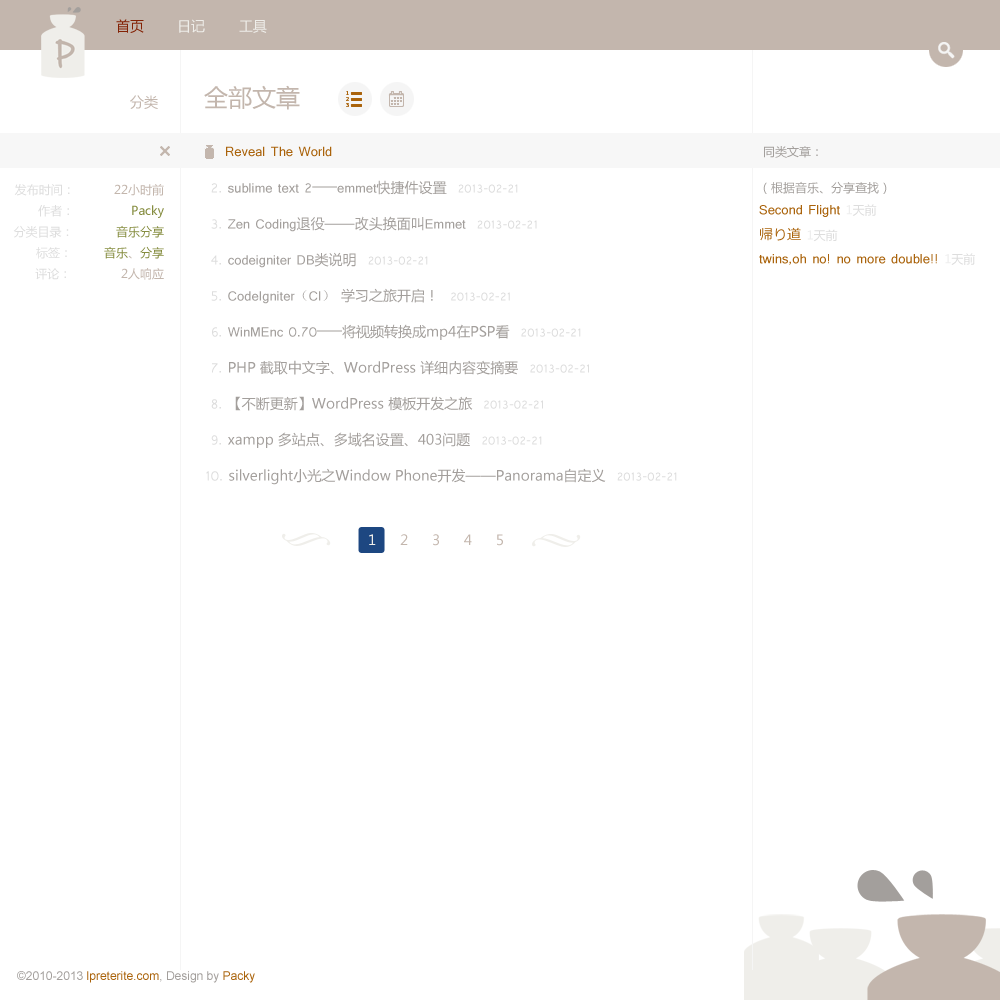 首页 日记 工具
P
分类
全部文章
Reveal The World
同类文章：
发布时间： 22小时前
作者： Packy
分类目录： 音乐分享
标签： 音乐、分享
评论： 2人响应
2. sublime text 2——emmet快捷件设置 2013-02-21
3. Zen Coding退役——改头换面叫Emmet 2013-02-21
4. codeigniter DB类说明 2013-02-21
5. CodeIgniter（CI） 学习之旅开启！ 2013-02-21
6. WinMEnc 0.70——将视频转换成mp4在PSP看 2013-02-21
7. PHP 截取中文字、WordPress 详细内容变摘要 2013-02-21
8. 【不断更新】WordPress 模板开发之旅 2013-02-21
9. xampp 多站点、多域名设置、403问题 2013-02-21
10. silverlight小光之Window Phone开发——Panorama自定义 2013-02-21
1 2 3 4 5
（根据音乐、分享查找）
Second Flight 1天前
帰り道 1天前
twins,oh no! no more double!! 1天前
©2010-2013 Ipreterite.com, Design by Packy